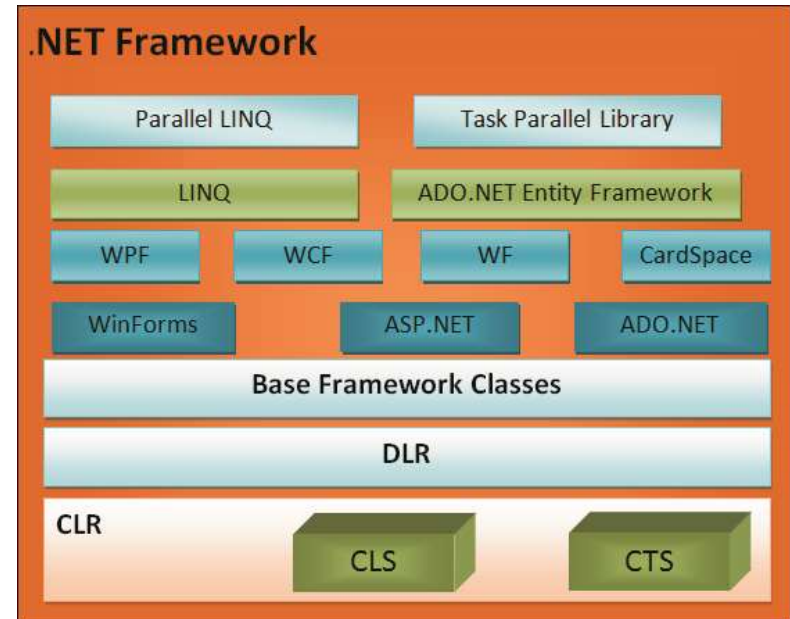 .NET Framework
Parallel LINQ
Task Parallel Library
LINQ
ADO.NET Entity Framework
WPF
WCF
WF
CardSpace
WinForms
ASP.NET
ADO.NET
Base Framework Classes
DLR
CLR
CLS
CTS